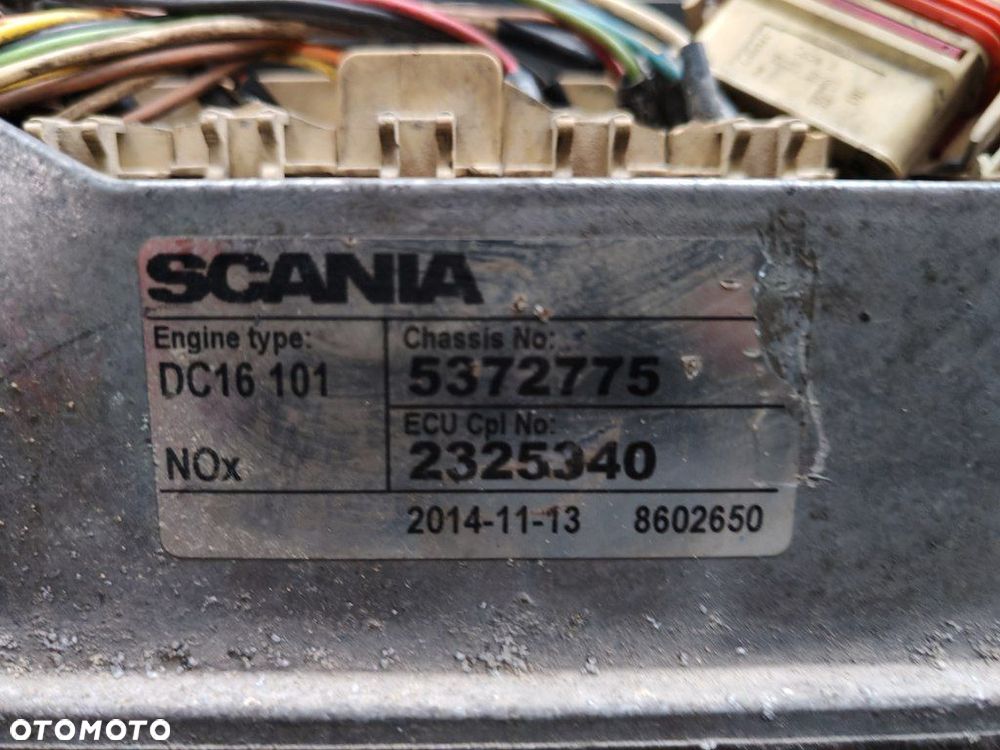 SCANIA
Engine type:
DC16 101
Chassis No:
5372775
NOx
ECU Cpl No:
2325340
2014-11-13 8602650
OTOMOTO